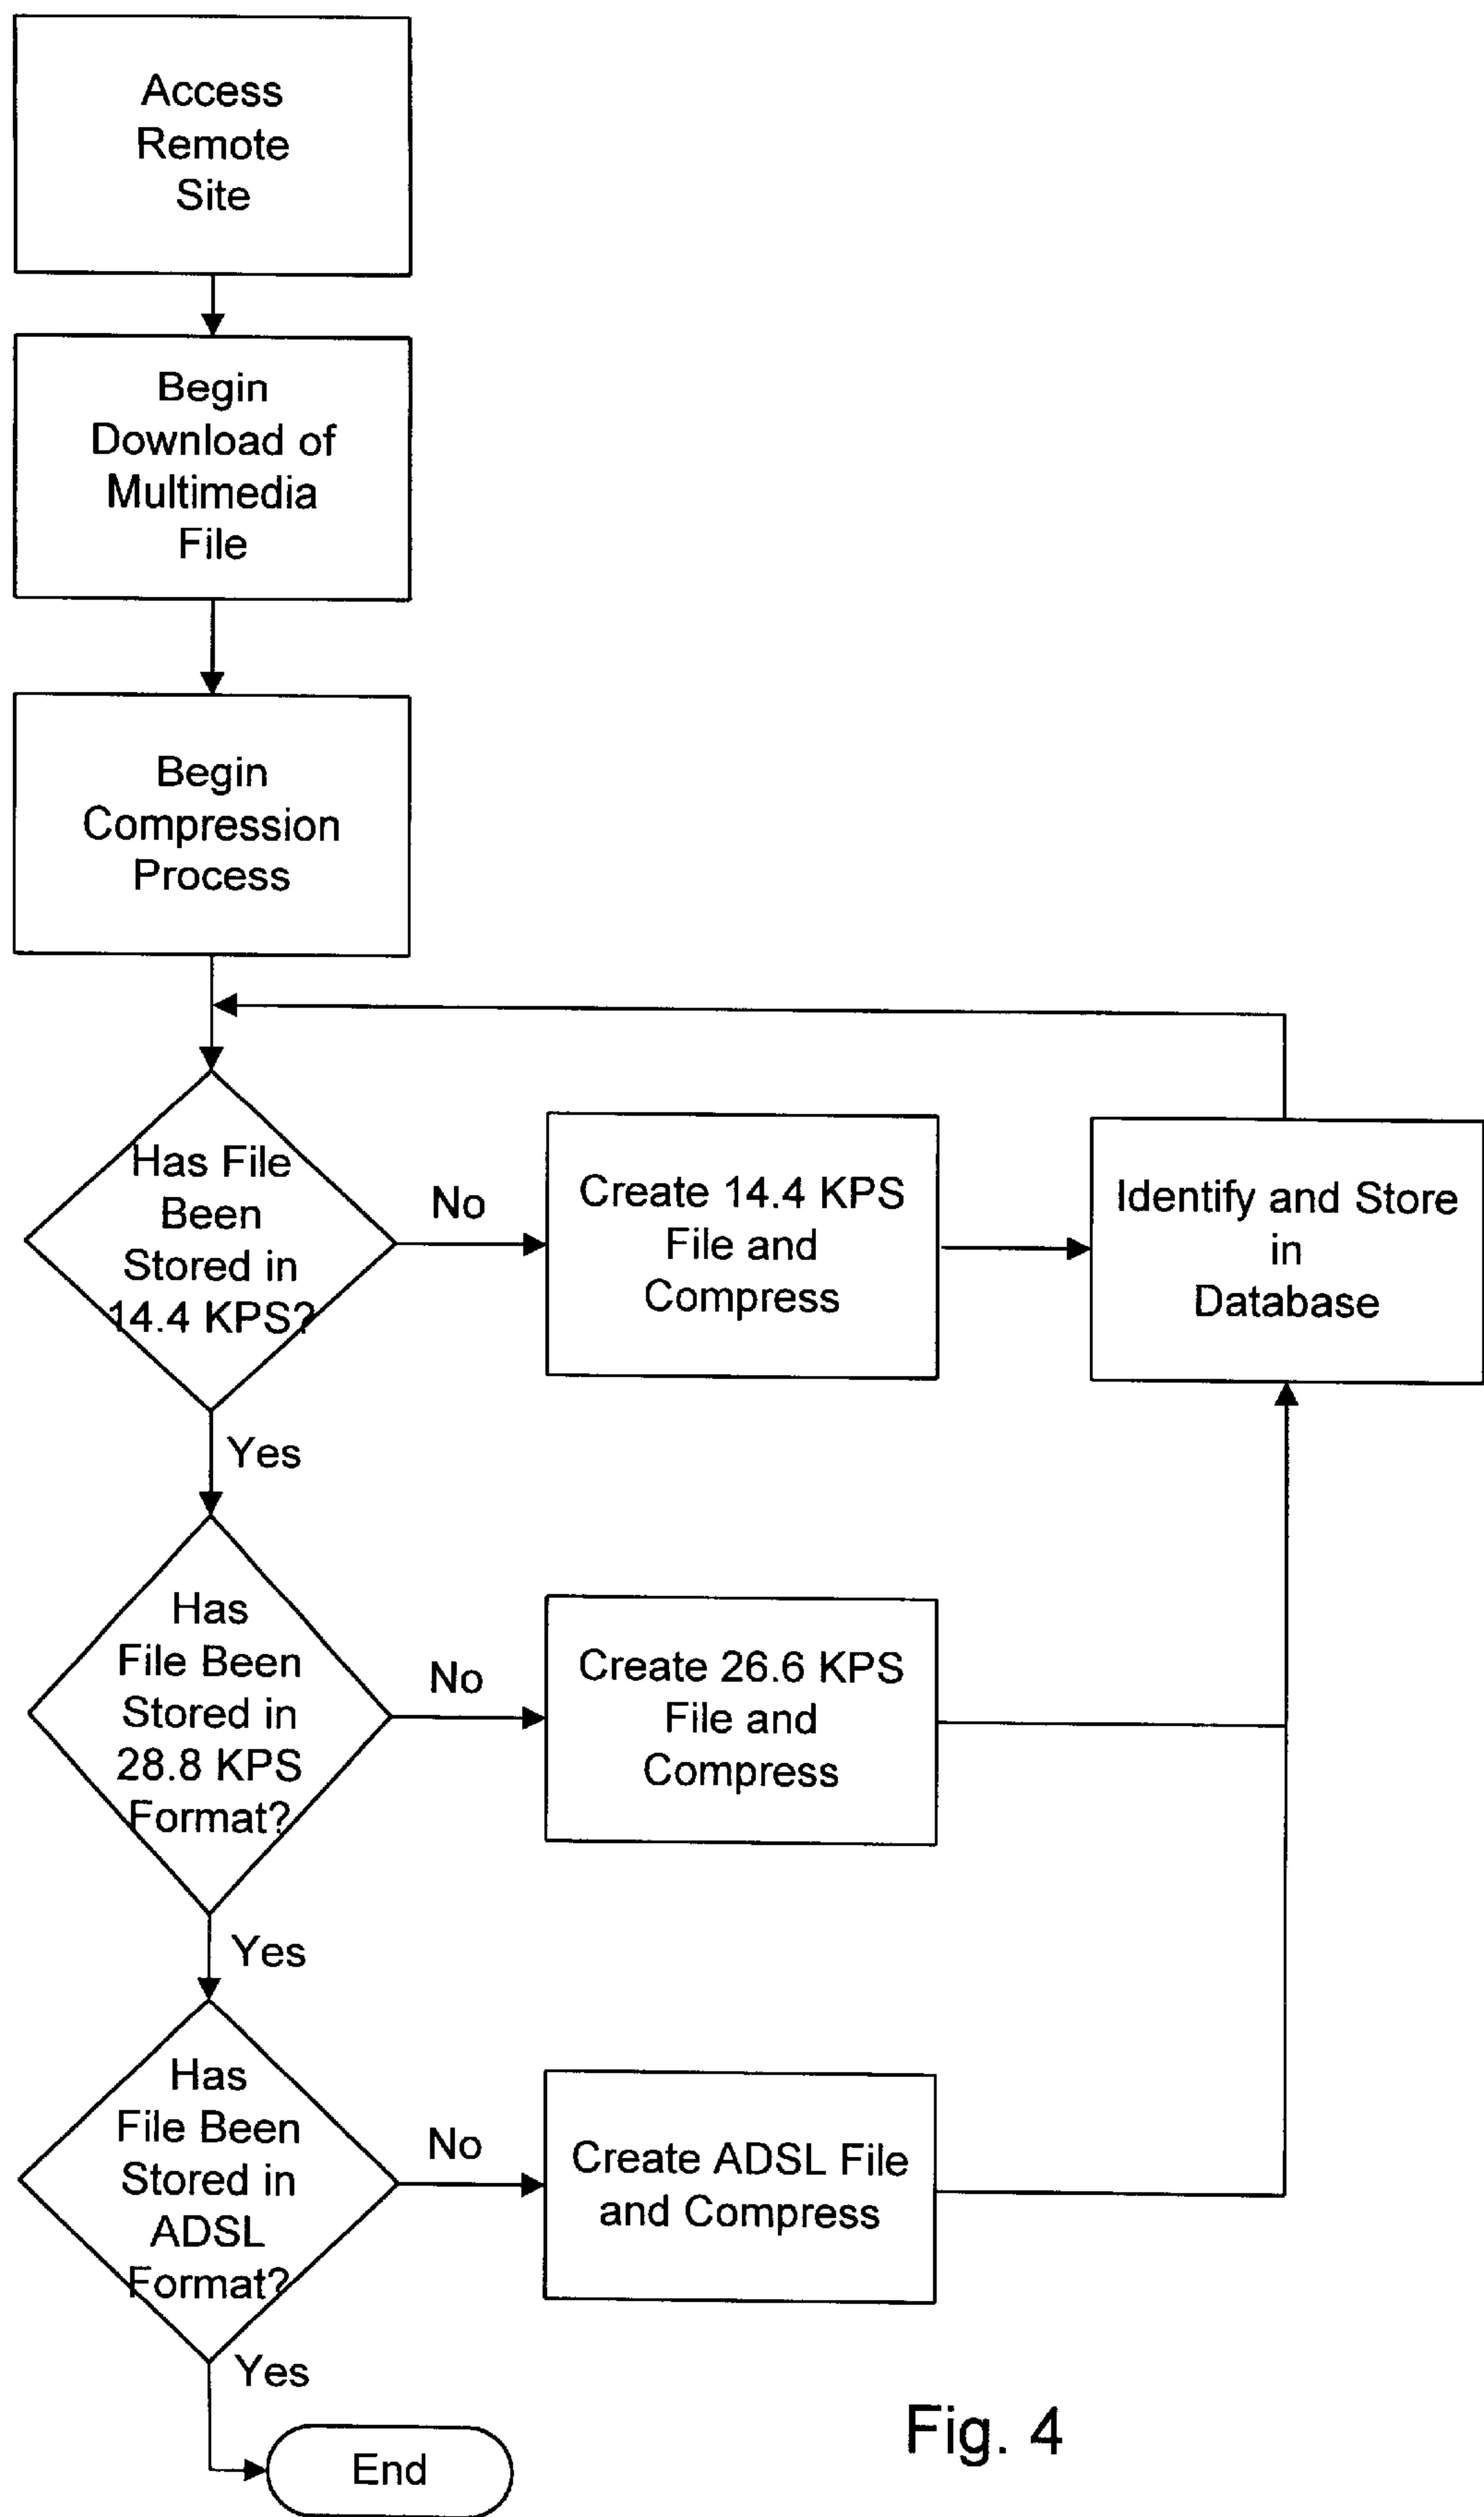 Access
Remote
Site
Begin
Download of
Multimedia
File
Begin
Compression
Process
Has File
Been
Stored in
14.4 KPS?
No
Create 14.4 KPS
File and
Compress
Identify and Store
in
Database
Yes
Has
File Been
Stored in
28.8 KPS
Format?
No
Create 26.6 KPS
File and
Compress
Yes
Has
File Been
Stored in
ADSL
Format?
No
Create ADSL File
and Compress
Yes
End
Fig. 4